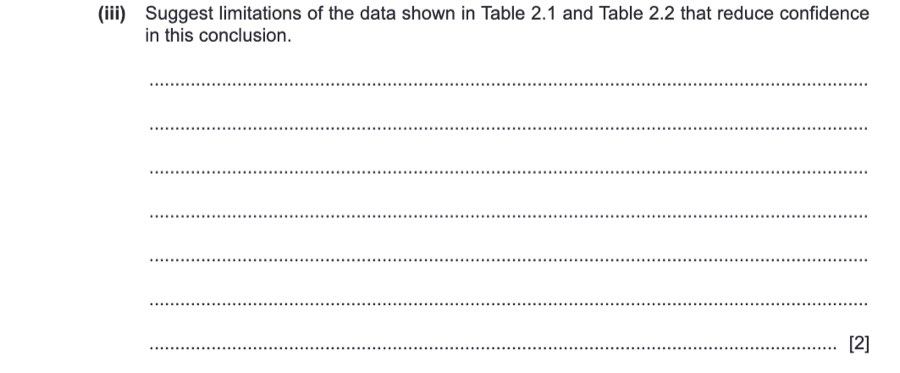 (iii) Suggest limitations of the data shown in Table 2.1 and Table 2.2 that reduce confidence
in this conclusion.
[2]